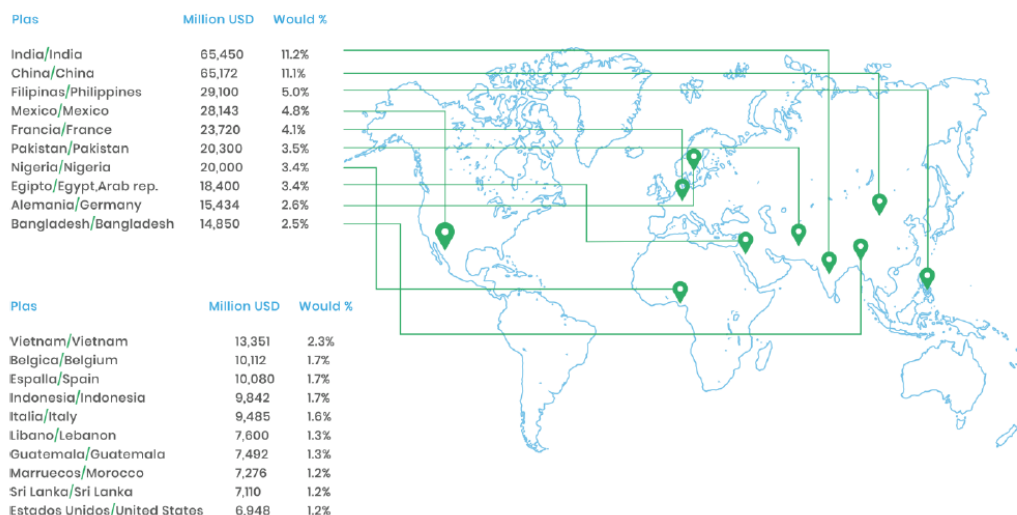 Plas Million USD Would %
India/India 65,450 11.2%
China/China 65,172 11.1%
Filipinas/Philippines 29,100 5.0%
Mexico/Mexico 28,143 4.8%
Francia/France 23,720 4.1%
Pakistan/Pakistan 20,300 3.5%
Nigeria/Nigeria 20,000 3.4%
Egipto/Egypt,Arab rep. 18,400 3.4%
Alemania/Germany 15,434 2.6%
Bangladesh/Bangladesh 14,850 2.5%
Plas Million USD Would %
Vietnam/Vietnam 13,351 2.3%
Belgica/Belgium 10,112 1.7%
Espalla/Spain 10,080 1.7%
Indonesia/Indonesia 9,842 1.7%
Italia/Italy 9,485 1.6%
Libano/Lebanon 7,600 1.3%
Guatemala/Guatemala 7,492 1.3%
Marruecos/Morocco 7,276 1.2%
Sri Lanka/Sri Lanka 7,110 1.2%
Estados Unidos/United States 6,948 1.2%